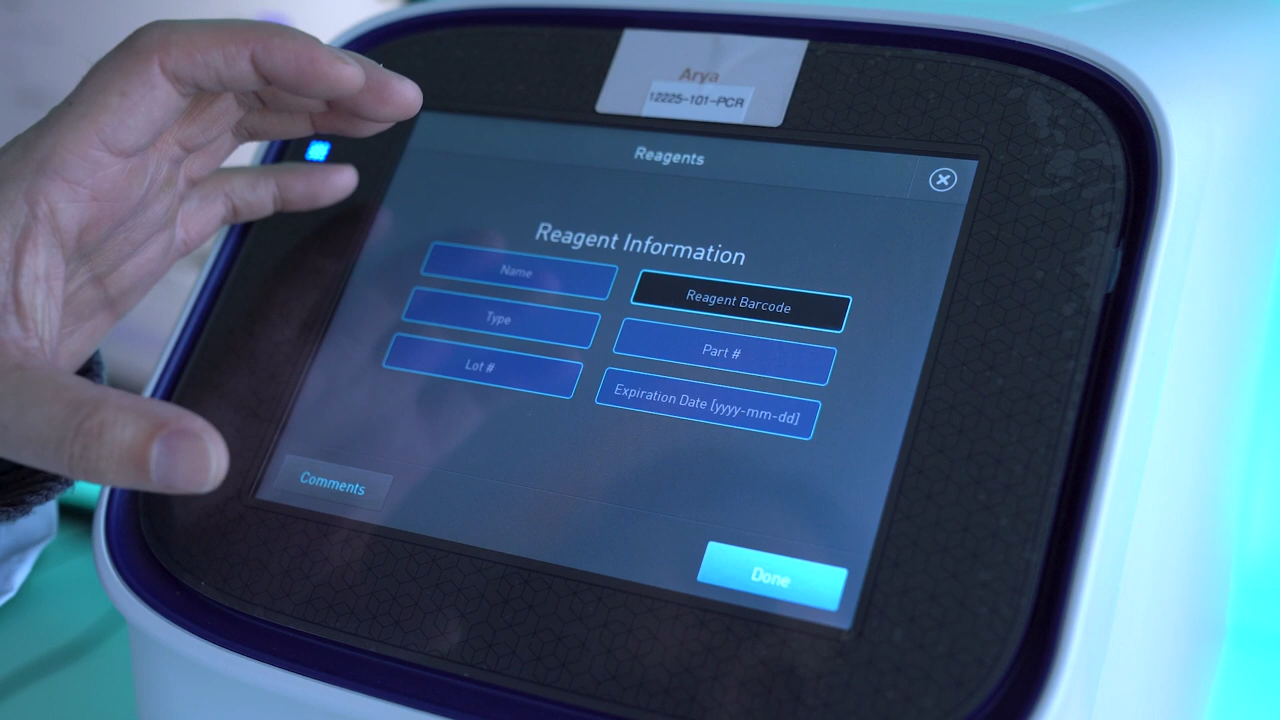 Arya
12225-101-PCR
Reagents
Reagent Information
Name
Reagent Barcode
Type
Part #
Lot #
Expiration Date [yyyy-mm-dd]
Comments
Done